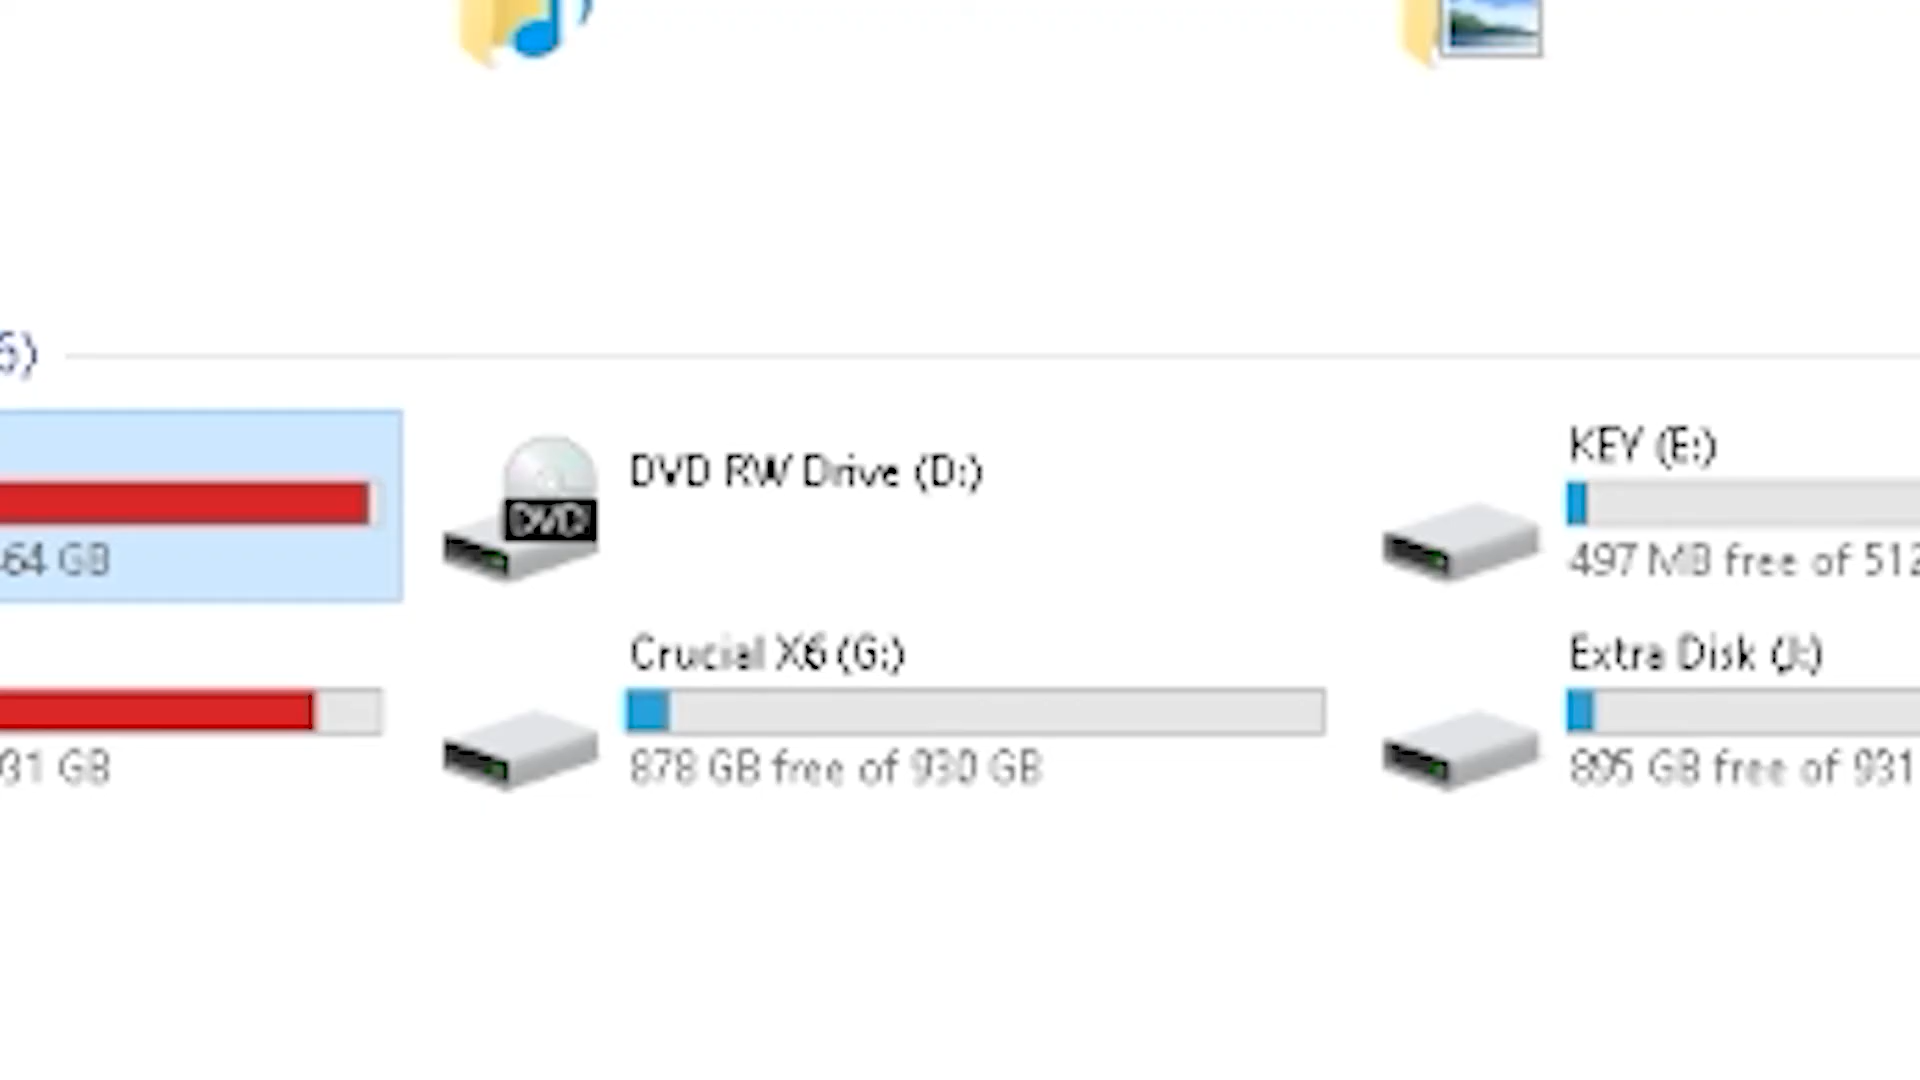 6)
DVD RW Drive (D:)
DVD
KEY (E:)
64 GB
497 MB free of 512
Crucial X6 (G:)
Extra Disk (J:)
31 GB
878 GB free of 930 GB
895 GB free of 931